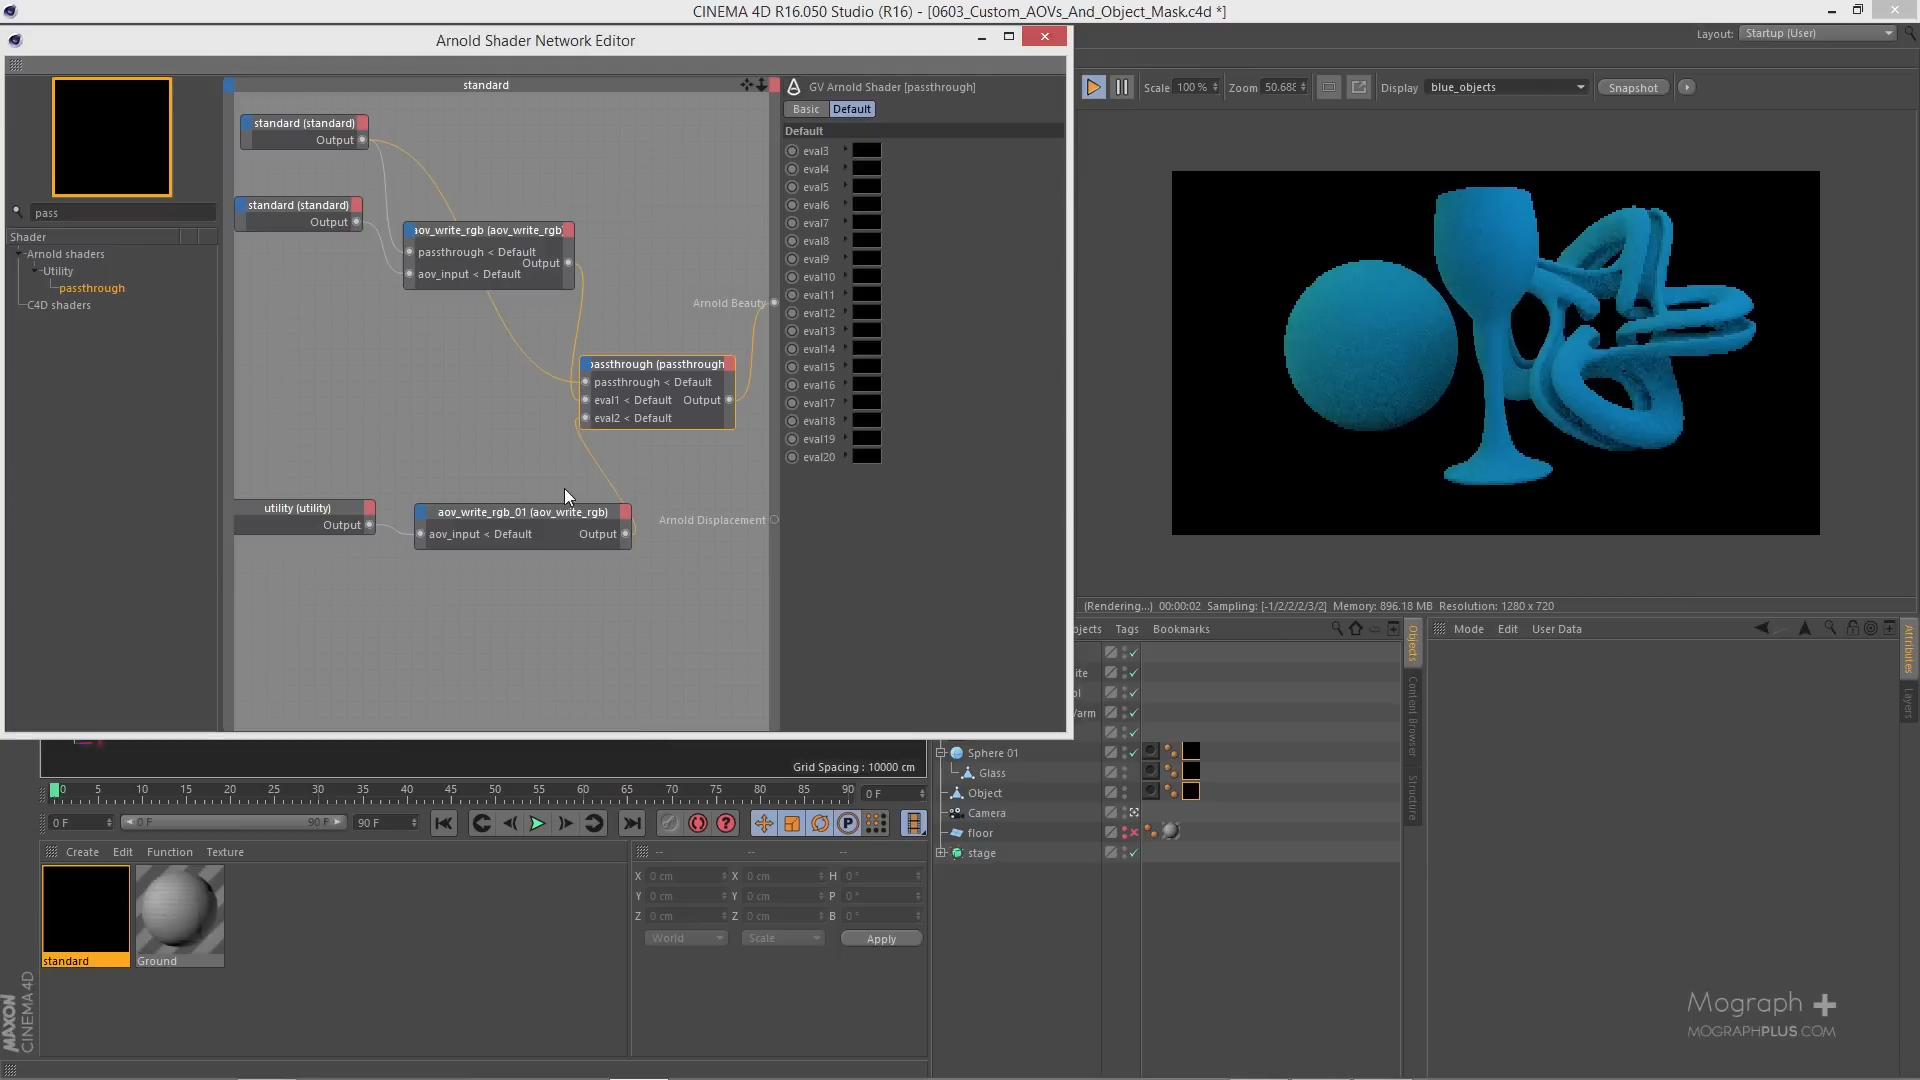 CINEMA 4D R16.050 Studio (R16) - [0603_Custom_AOVs_And_Object_Mask.c4d *]
Arnold Shader Network Editor
Layout: Startup (User)
standard
GV Arnold Shader [passthrough]
Scale 100 % Zoom 50.688 Display blue_objects Snapshot
Basic Default
Default
standard (standard)
Output
eval3
eval4
eval5
eval6
eval7
eval8
eval9
eval10
eval11
eval12
eval13
eval14
eval15
eval16
eval17
eval18
eval19
eval20
pass
Shader
Arnold shaders
Utility
passthrough
C4D shaders
standard (standard)
Output
aov_write_rgb (aov_write_rgb)
passthrough < Default
Output
aov_input < Default
Arnold Beauty
passthrough (passthrough
passthrough < Default
eval1 < Default Output
eval2 < Default
utility (utility)
Output
aov_write_rgb_01 (aov_write_rgb)
aov_input < Default Output
Arnold Displacement
(Rendering...) 00:00:02 Sampling: [-1/2/2/2/3/2] Memory: 896.18 MB Resolution: 1280 x 720
bjects Tags Bookmarks
Mode Edit User Data
Objects
Content Browser
Structure
Attributes
Layers
Sphere 01
Glass
Object
Camera
floor
stage
Grid Spacing : 10000 cm
0 5 10 15 20 25 30 35 40 45 50 55 60 65 70 75 80 85 90 0 F
0 F 0 F 90 F 90 F
Create Edit Function Texture
-- -- --
X 0 cm X 0 cm H 0 °
Y 0 cm Y 0 cm P 0 °
Z 0 cm Z 0 cm B 0 °
World Scale Apply
standard
Ground
MAXON
CINEMA 4D
Mograph +
MOGRAPHPLUS.COM